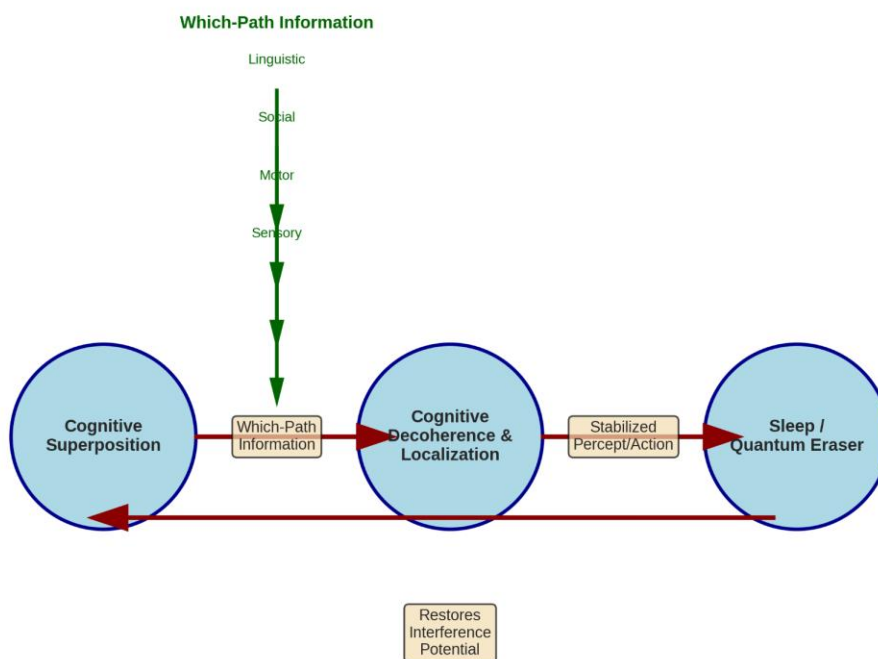 Which-Path Information
Linguistic
Social
Motor
Sensory
Cognitive
Superposition
Which-Path
Information
Cognitive
Decoherence &
Localization
Stabilized
Percept/Action
Sleep /
Quantum Eraser
Restores
Interference
Potential